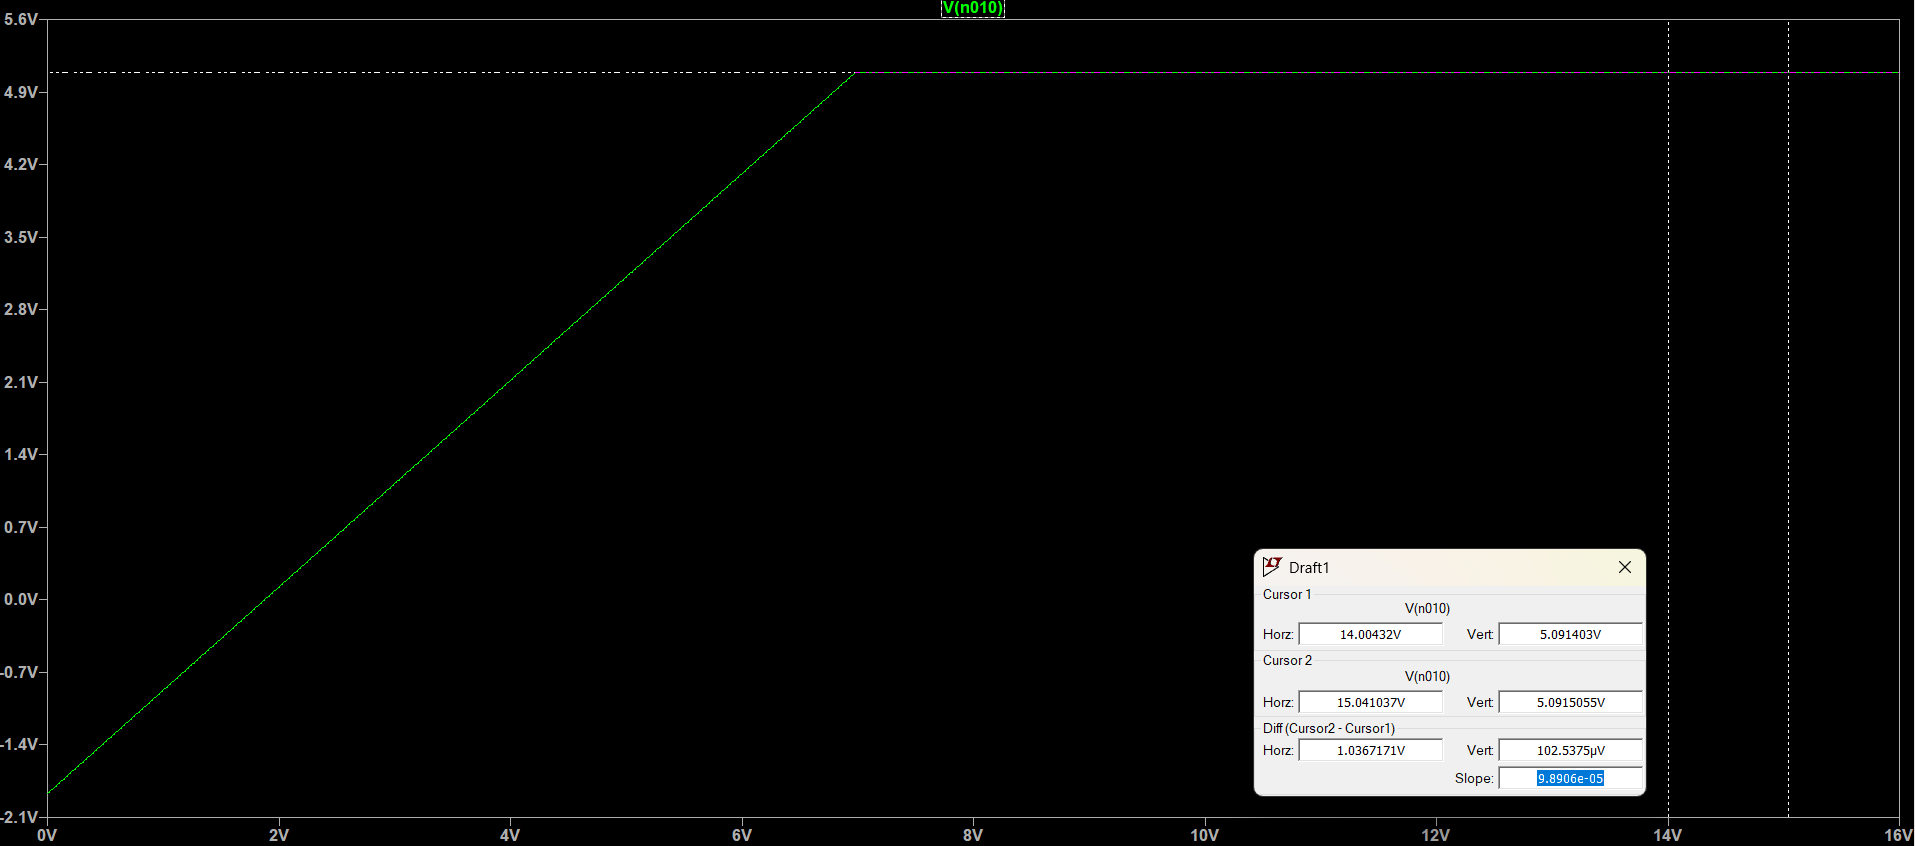 V(n010)
5.6V
4.9V
4.2V
3.5V
2.8V
2.1V
1.4V
0.7V
0.0V
-0.7V
-1.4V
-2.1V
0V 2V 4V 6V 8V 10V 12V 14V 16V
Draft1
Cursor 1
V(n010)
Horz: 14.00432V Vert: 5.091403V
Cursor 2
V(n010)
Horz: 15.041037V Vert: 5.0915055V
Diff (Cursor2 - Cursor1)
Horz: 1.0367171V Vert: 102.5375µV
Slope: 9.8906e-05